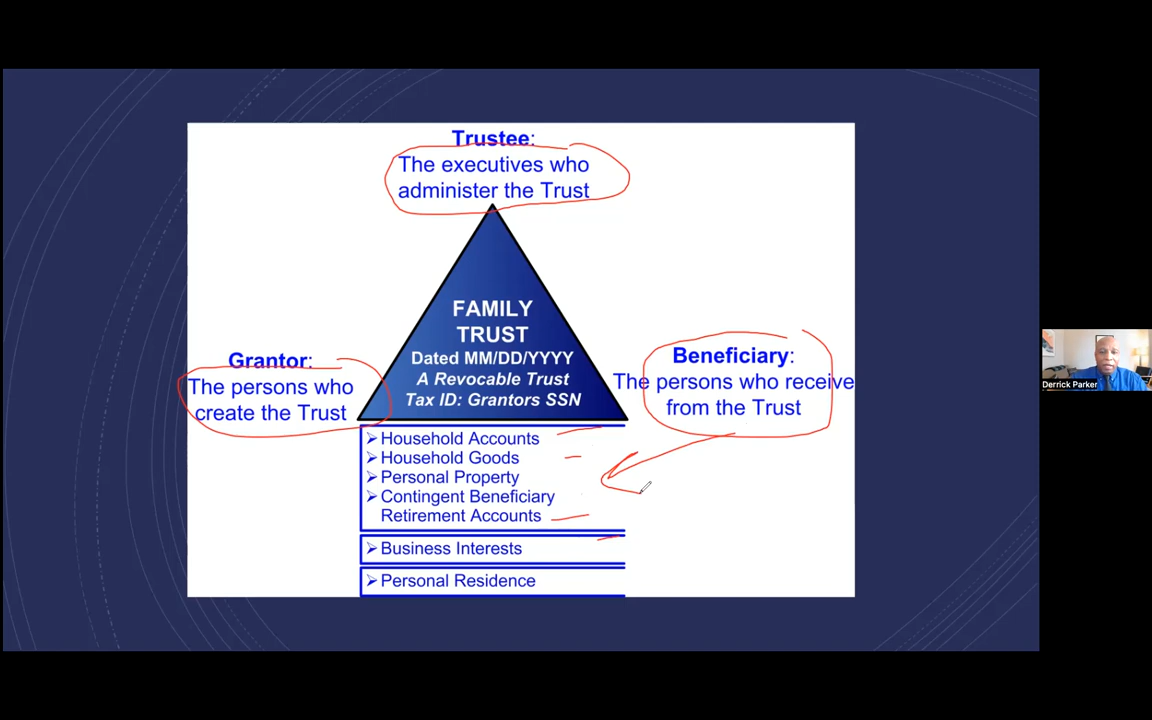 Trustee:
The executives who
administer the Trust
FAMILY
TRUST
Dated MM/DD/YYYY
A Revocable Trust
Tax ID: Grantors SSN
Grantor:
The persons who
create the Trust
Beneficiary:
The persons who receive
from the Trust
➢Household Accounts
➢Household Goods
➢Personal Property
➢Contingent Beneficiary
Retirement Accounts
➢Business Interests
➢Personal Residence
Derrick Parker